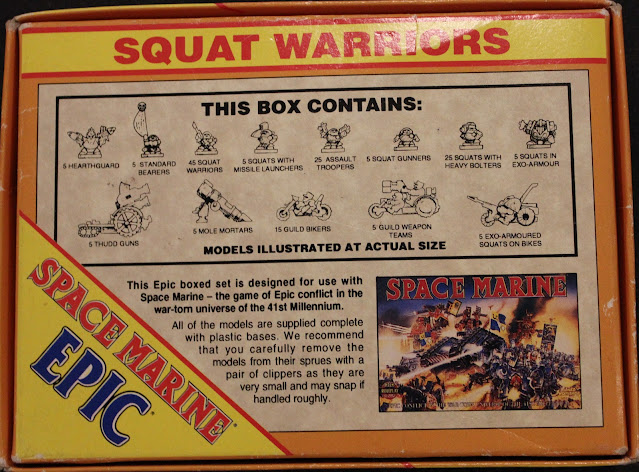 SQUAT WARRIORS
THIS BOX CONTAINS:
5 HEARTHGUARD
5 STANDARD
BEARERS
45 SQUAT
WARRIORS
5 SQUATS WITH
MISSILE LAUNCHERS
25 ASSAULT
TROOPERS
5 SQUAT GUNNERS
25 SQUATS WITH
HEAVY BOLTERS
5 SQUATS IN
EXO-ARMOUR
5 THUDD GUNS
5 MOLE MORTARS
15 GUILD BIKERS
5 GUILD WEAPON
TEAMS
5 EXO-ARMOURED
SQUATS ON BIKES
MODELS ILLUSTRATED AT ACTUAL SIZE
This Epic boxed set is designed for use with
Space Marine – the game of Epic conflict in the
war-torn universe of the 41st Millennium.
All of the models are supplied complete
with plastic bases. We recommend
that you carefully remove the
models from their sprues with a
pair of clippers as they are
very small and may snap if
handled roughly.
SPACE MARINE
EPIC
SPACE MARINE